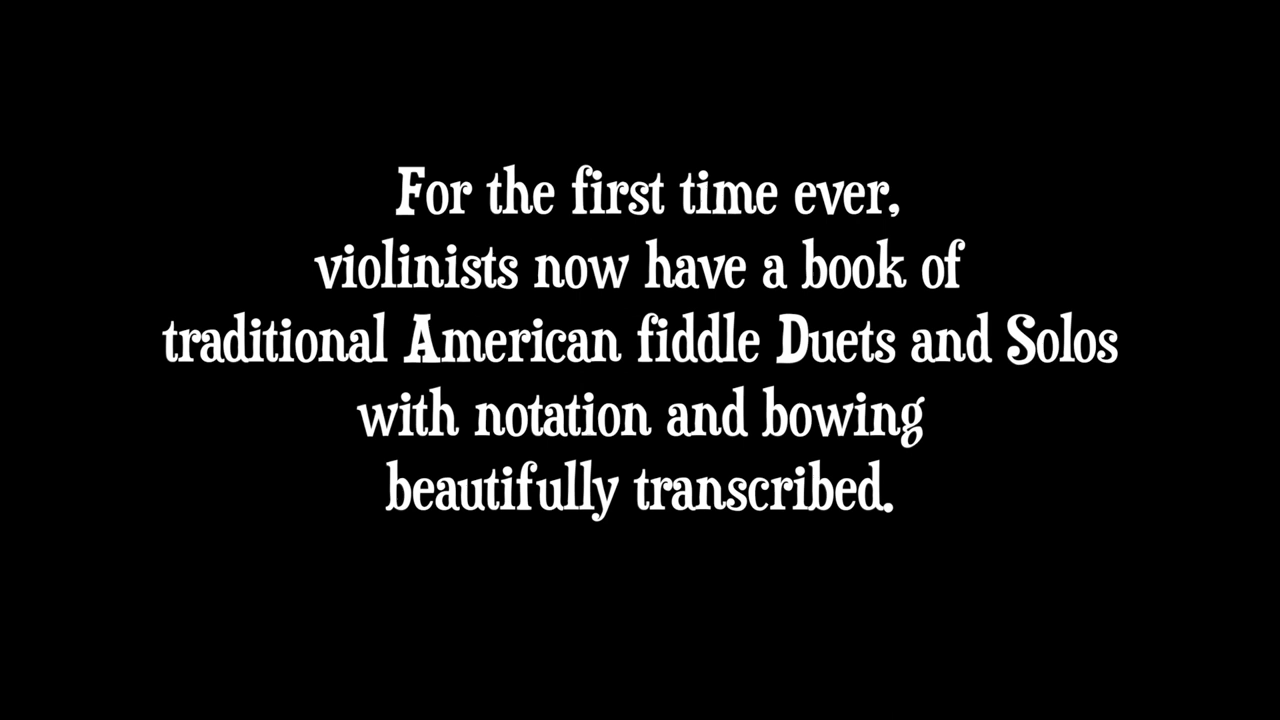 For the first time ever,
violinists now have a book of
traditional American fiddle Duets and Solos
with notation and bowing
beautifully transcribed.